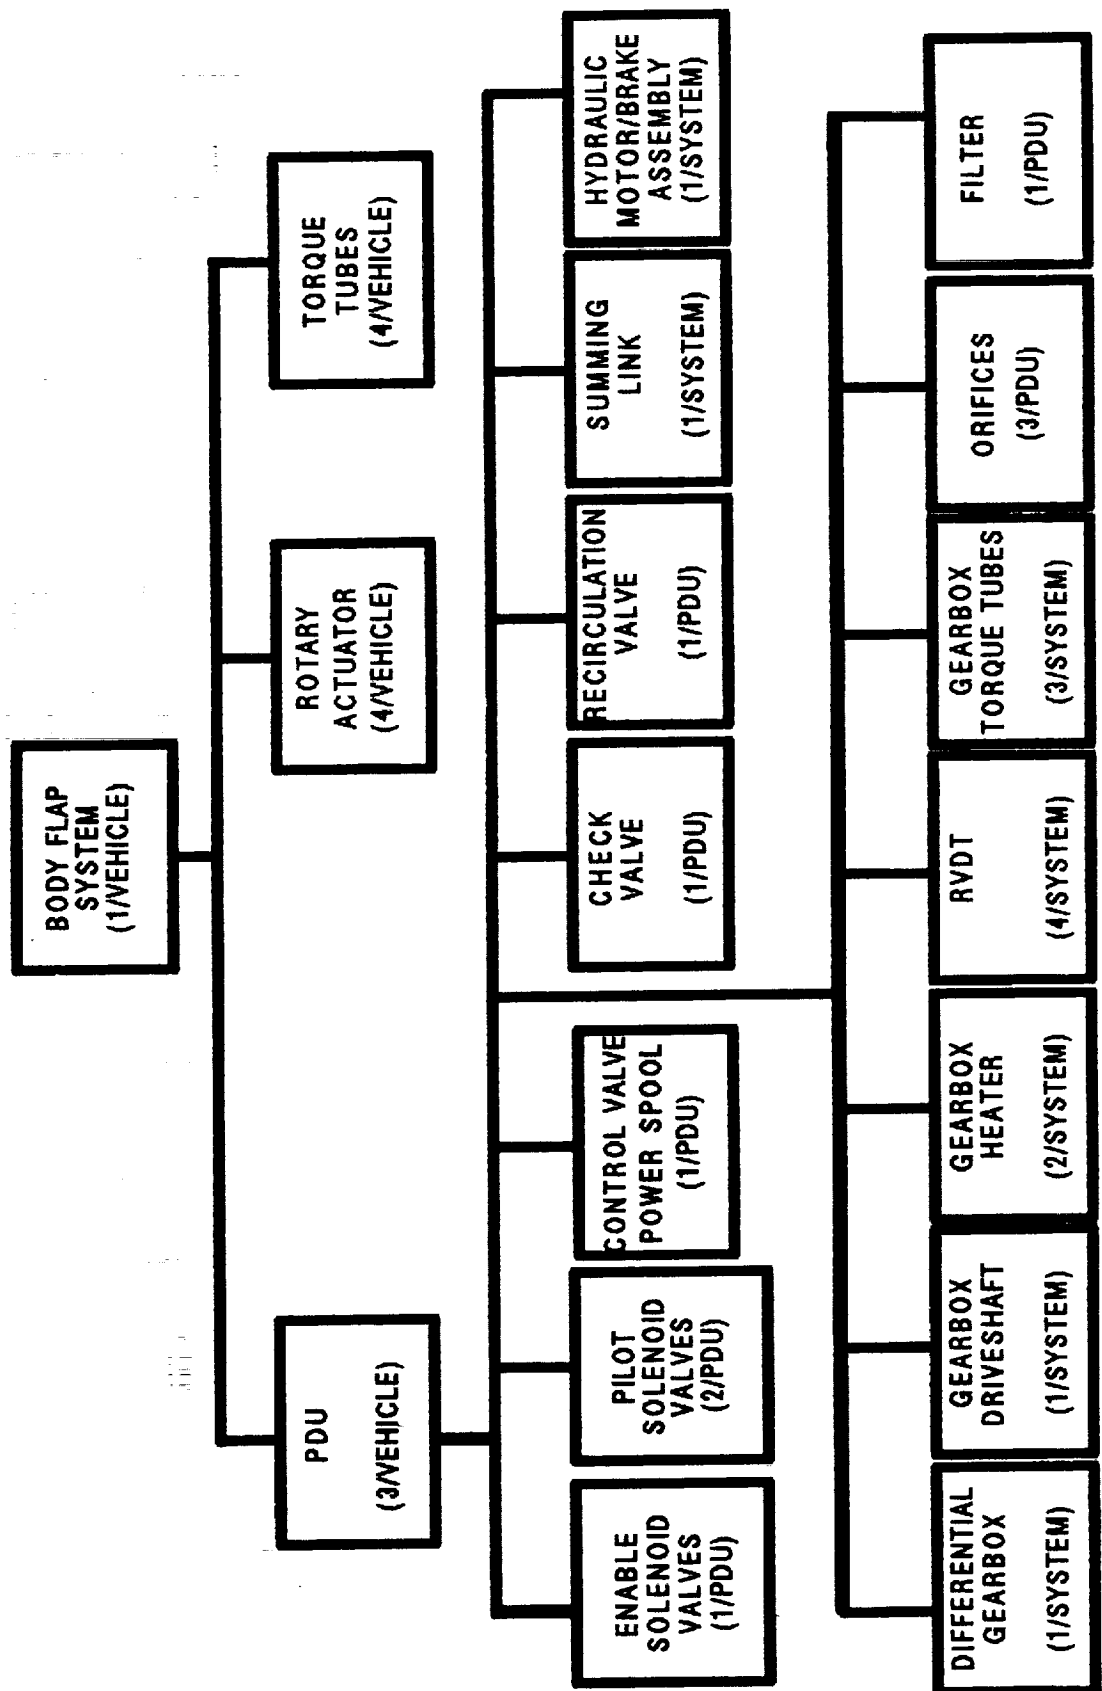 BODY FLAP
SYSTEM
(1/VEHICLE)
PDU
(3/VEHICLE)
ROTARY
ACTUATOR
(4/VEHICLE)
TORQUE
TUBES
(4/VEHICLE)
ENABLE
SOLENOID
VALVES
(1/PDU)
PILOT
SOLENOID
VALVES
(2/PDU)
CONTROL VALVE
POWER SPOOL
(1/PDU)
CHECK
VALVE
(1/PDU)
RECIRCULATION
VALVE
(1/PDU)
SUMMING
LINK
(1/SYSTEM)
HYDRAULIC
MOTOR/BRAKE
ASSEMBLY
(1/SYSTEM)
DIFFERENTIAL
GEARBOX
(1/SYSTEM)
GEARBOX
DRIVESHAFT
(1/SYSTEM)
GEARBOX
HEATER
(2/SYSTEM)
RVDT
(4/SYSTEM)
GEARBOX
TORQUE TUBES
(3/SYSTEM)
ORIFICES
(3/PDU)
FILTER
(1/PDU)